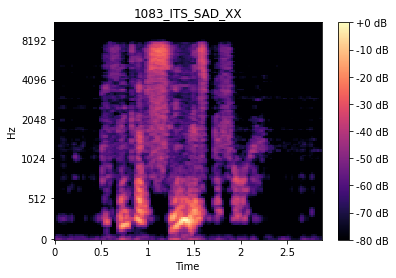 1083_ITS_SAD_XX
+0 dB
8192
-10 dB
4096
-20 dB
-30 dB
2048
-40 dB
Hz
1024
-50 dB
512
-60 dB
-70 dB
0
-80 dB
0 0.5 1 1.5 2 2.5
Time